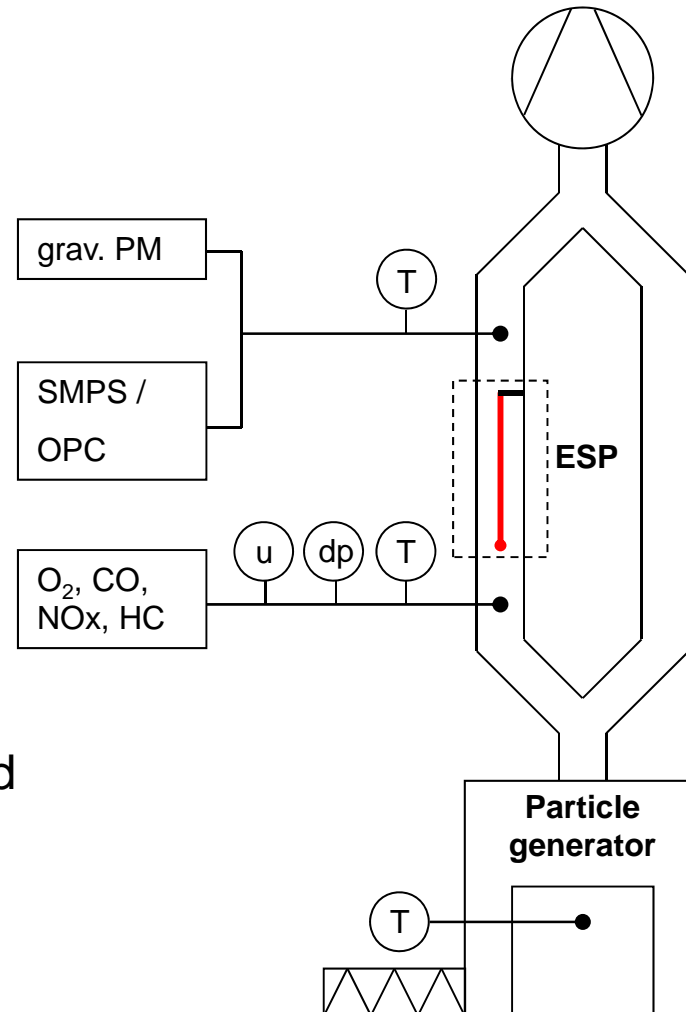 grav. PM
T
SMPS /
OPC
ESP
u
dp
T
O₂, CO,
NOx, HC
d
Particle
generator
T